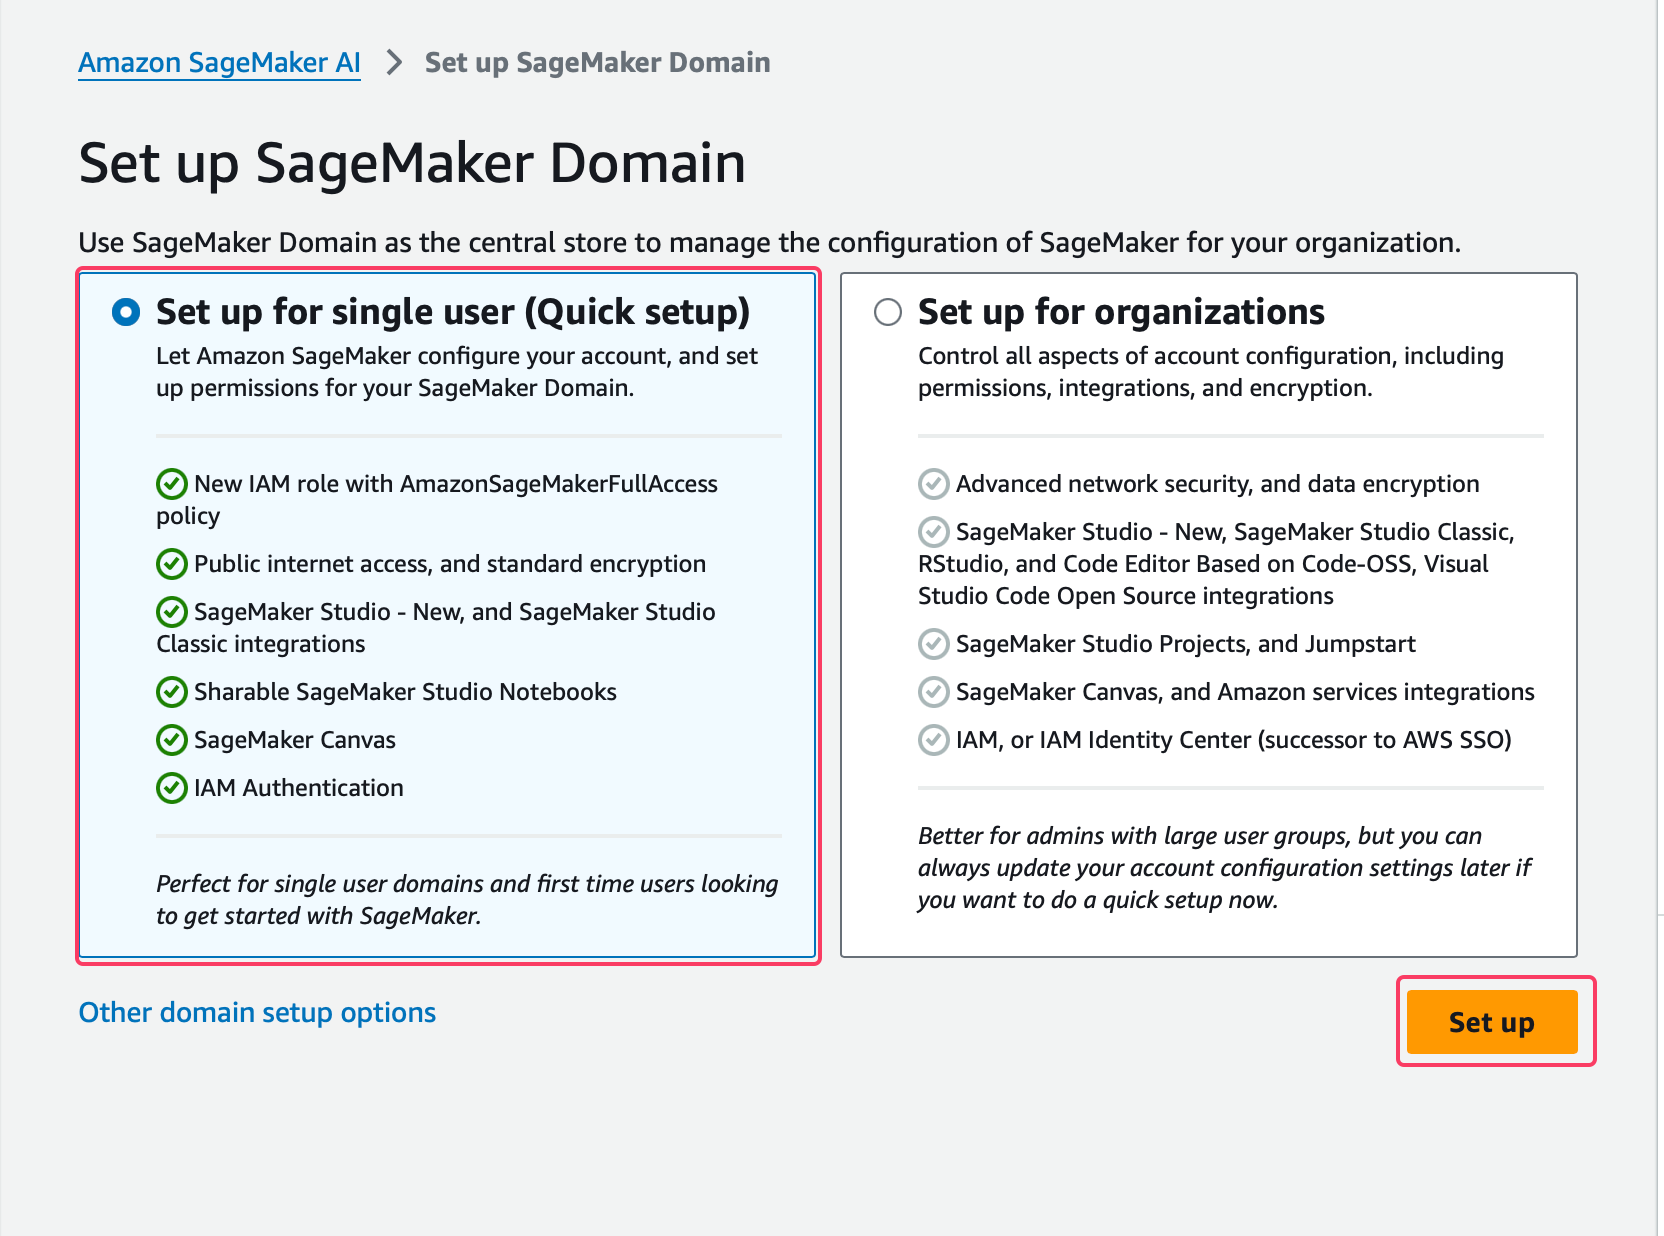 Amazon SageMaker AI > Set up SageMaker Domain
Set up SageMaker Domain
Use SageMaker Domain as the central store to manage the configuration of SageMaker for your organization.
Set up for single user (Quick setup)
Let Amazon SageMaker configure your account, and set
up permissions for your SageMaker Domain.
New IAM role with AmazonSageMakerFullAccess
policy
Public internet access, and standard encryption
SageMaker Studio - New, and SageMaker Studio
Classic integrations
Sharable SageMaker Studio Notebooks
SageMaker Canvas
IAM Authentication
Perfect for single user domains and first time users looking
to get started with SageMaker.
Set up for organizations
Control all aspects of account configuration, including
permissions, integrations, and encryption.
Advanced network security, and data encryption
SageMaker Studio - New, SageMaker Studio Classic,
RStudio, and Code Editor Based on Code-OSS, Visual
Studio Code Open Source integrations
SageMaker Studio Projects, and Jumpstart
SageMaker Canvas, and Amazon services integrations
IAM, or IAM Identity Center (successor to AWS SSO)
Better for admins with large user groups, but you can
always update your account configuration settings later if
you want to do a quick setup now.
Other domain setup options
Set up